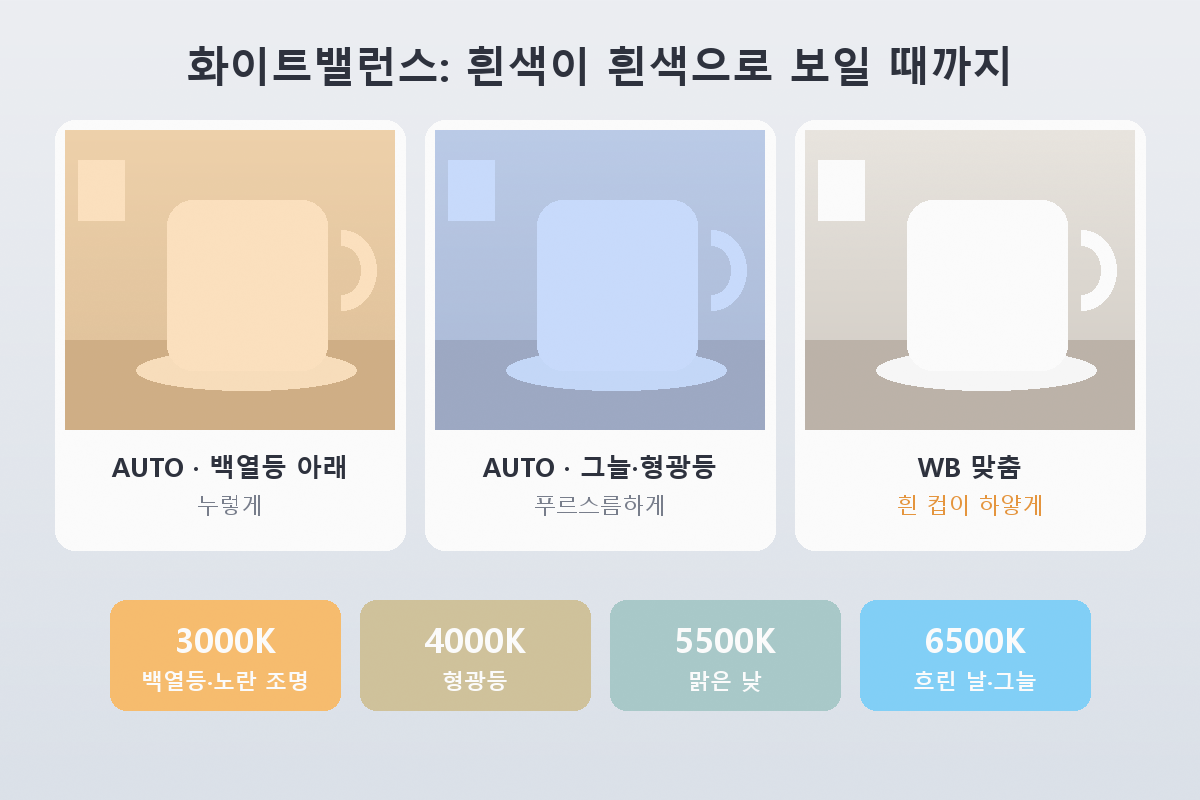 화이트밸런스: 흰색이 흰색으로 보일 때까지
AUTO · 백열등 아래
누렇게
AUTO · 그늘·형광등
푸르스름하게
WB 맞춤
흰 컵이 하얗게
3000K
백열등·노란 조명
4000K
형광등
5500K
맑은 낮
6500K
흐린 날·그늘